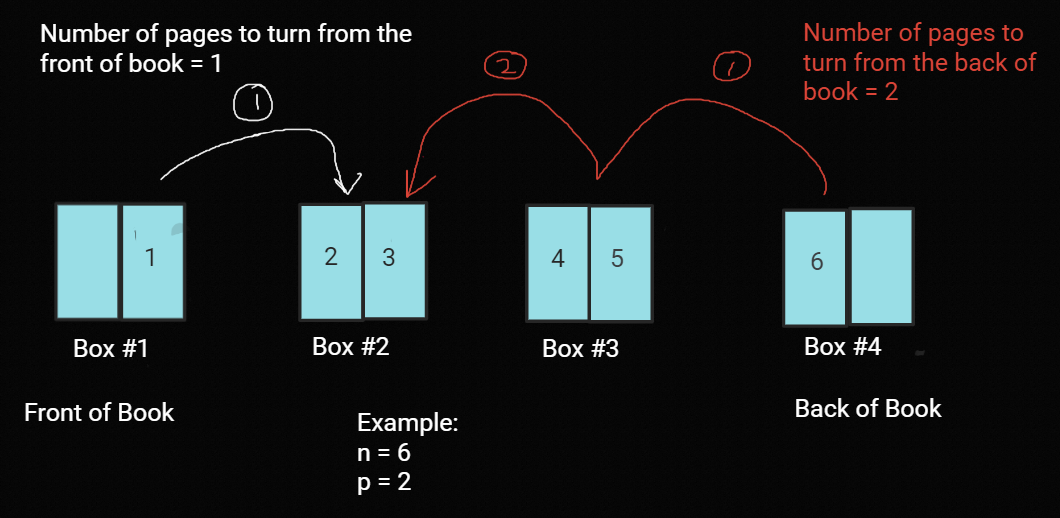 Number of pages to turn from the
front of book = 1
Number of pages to
turn from the back of
book = 2
1
2
1
1
2
3
4
5
6
Box #1
Box #2
Box #3
Box #4
Front of Book
Back of Book
Example:
n = 6
p = 2